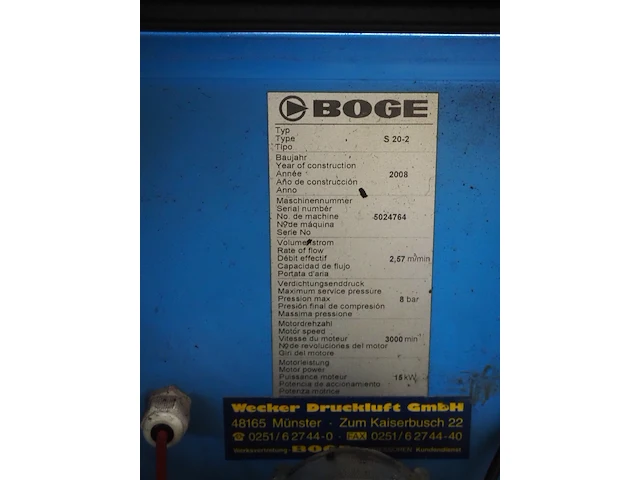 BOGE
Typ
Type S 20-2
Tipo
Baujahr
Year of construction
Année 2008
Año de construcción
Anno
Maschinennummer
Serial number
No. de machine 5024764
No de máquina
Serie No
Volumenstrom
Rate of flow
Débit effectif 2,57 m³/min
Capacidad de flujo
Portata d'aria
Verdichtungsenddruck
Maximum service pressure
Pression max 8 bar
Presión final de compresión
Massima pressione
Motordrehzahl
Motor speed
Vitesse du moteur 3000 min
No de revoluciones del motor
Giri del motore
Motorleistung
Motor power
Puissance moteur 15 kW
Potencia de accionamiento
Potenza motrice
Wecker Druckluft GmbH
48165 Münster · Zum Kaiserbusch 22
☎ 0251/6 27 44-0 · FAX 0251/6 27 44-40
Werksvertretung · BOGE Kundendienst